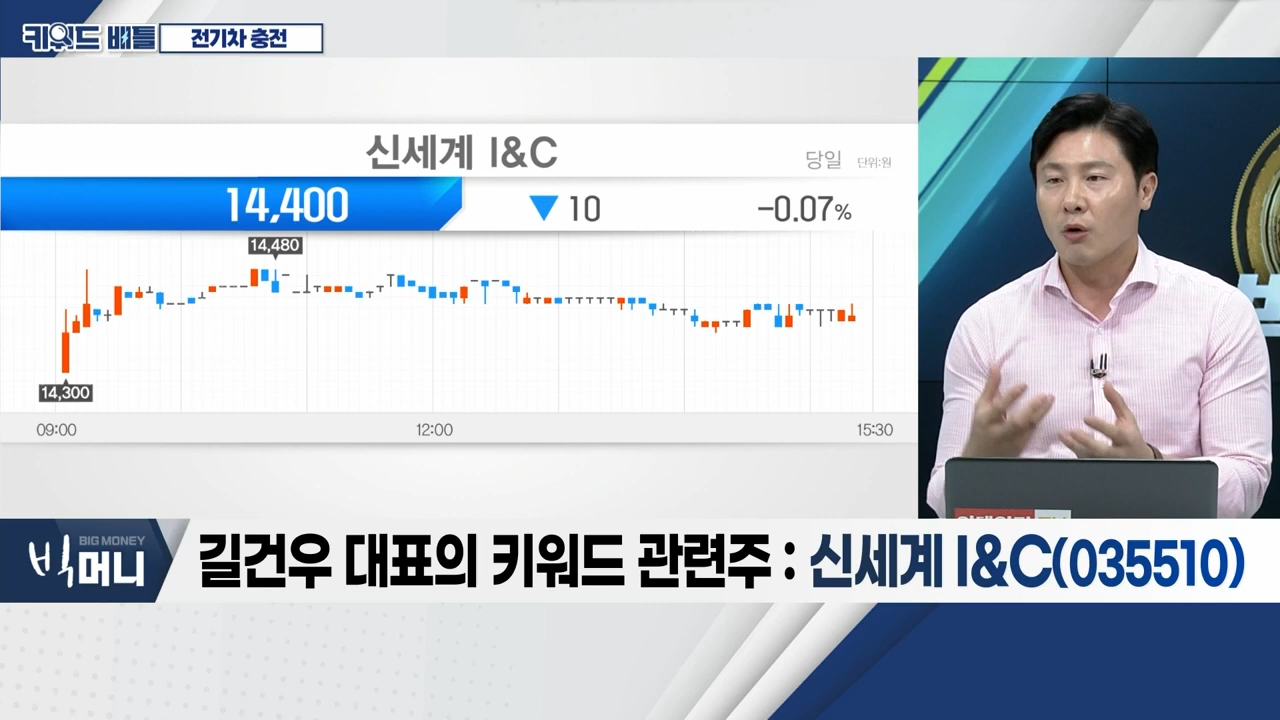 키워드 배틀 전기차 충전
신세계 I&C
당일 단위:원
14,400 ▼ 10 -0.07%
14,480
14,300
09:00 12:00 15:30
BIG MONEY
빅머니
길건우 대표의 키워드 관련주 : 신세계 I&C(035510)